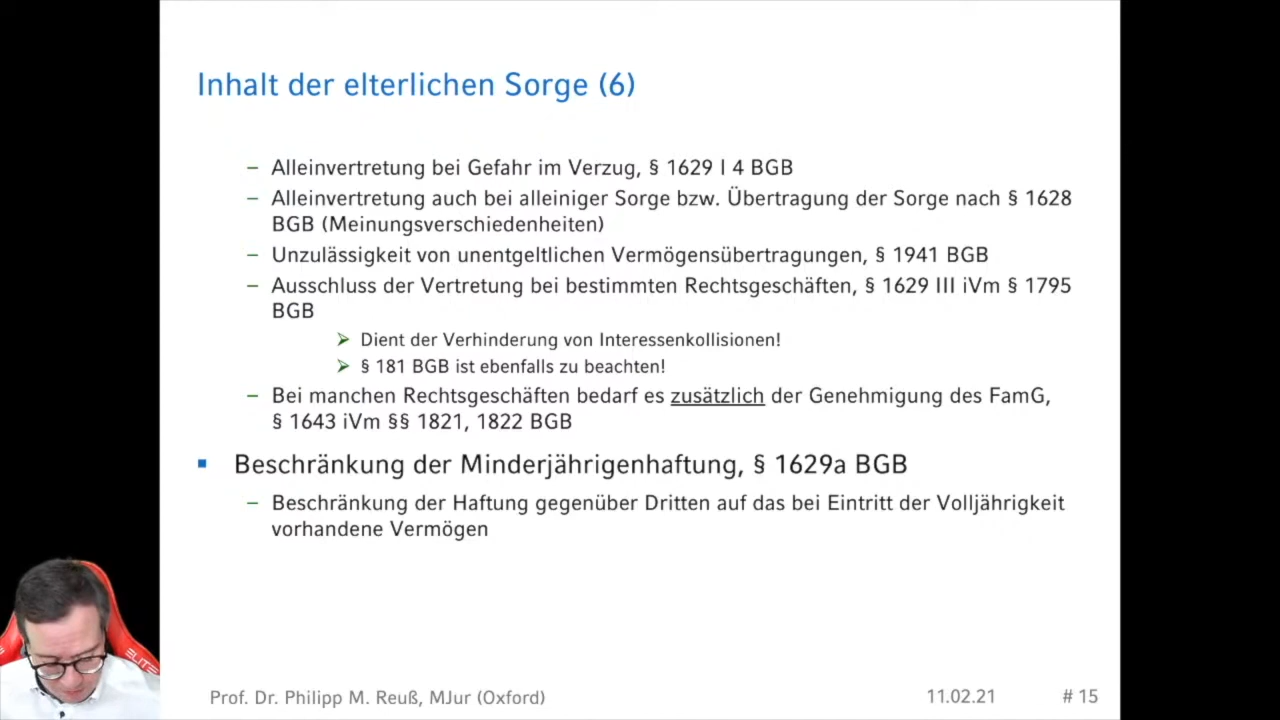 Inhalt der elterlichen Sorge (6)
– Alleinvertretung bei Gefahr im Verzug, § 1629 I 4 BGB
– Alleinvertretung auch bei alleiniger Sorge bzw. Übertragung der Sorge nach § 1628
BGB (Meinungsverschiedenheiten)
– Unzulässigkeit von unentgeltlichen Vermögensübertragungen, § 1941 BGB
– Ausschluss der Vertretung bei bestimmten Rechtsgeschäften, § 1629 III iVm § 1795
BGB
➢ Dient der Verhinderung von Interessenkollisionen!
➢ § 181 BGB ist ebenfalls zu beachten!
– Bei manchen Rechtsgeschäften bedarf es zusätzlich der Genehmigung des FamG,
§ 1643 iVm §§ 1821, 1822 BGB
▪ Beschränkung der Minderjährigenhaftung, § 1629a BGB
– Beschränkung der Haftung gegenüber Dritten auf das bei Eintritt der Volljährigkeit
vorhandene Vermögen
ELITE
Prof. Dr. Philipp M. Reuß, MJur (Oxford)
11.02.21
# 15